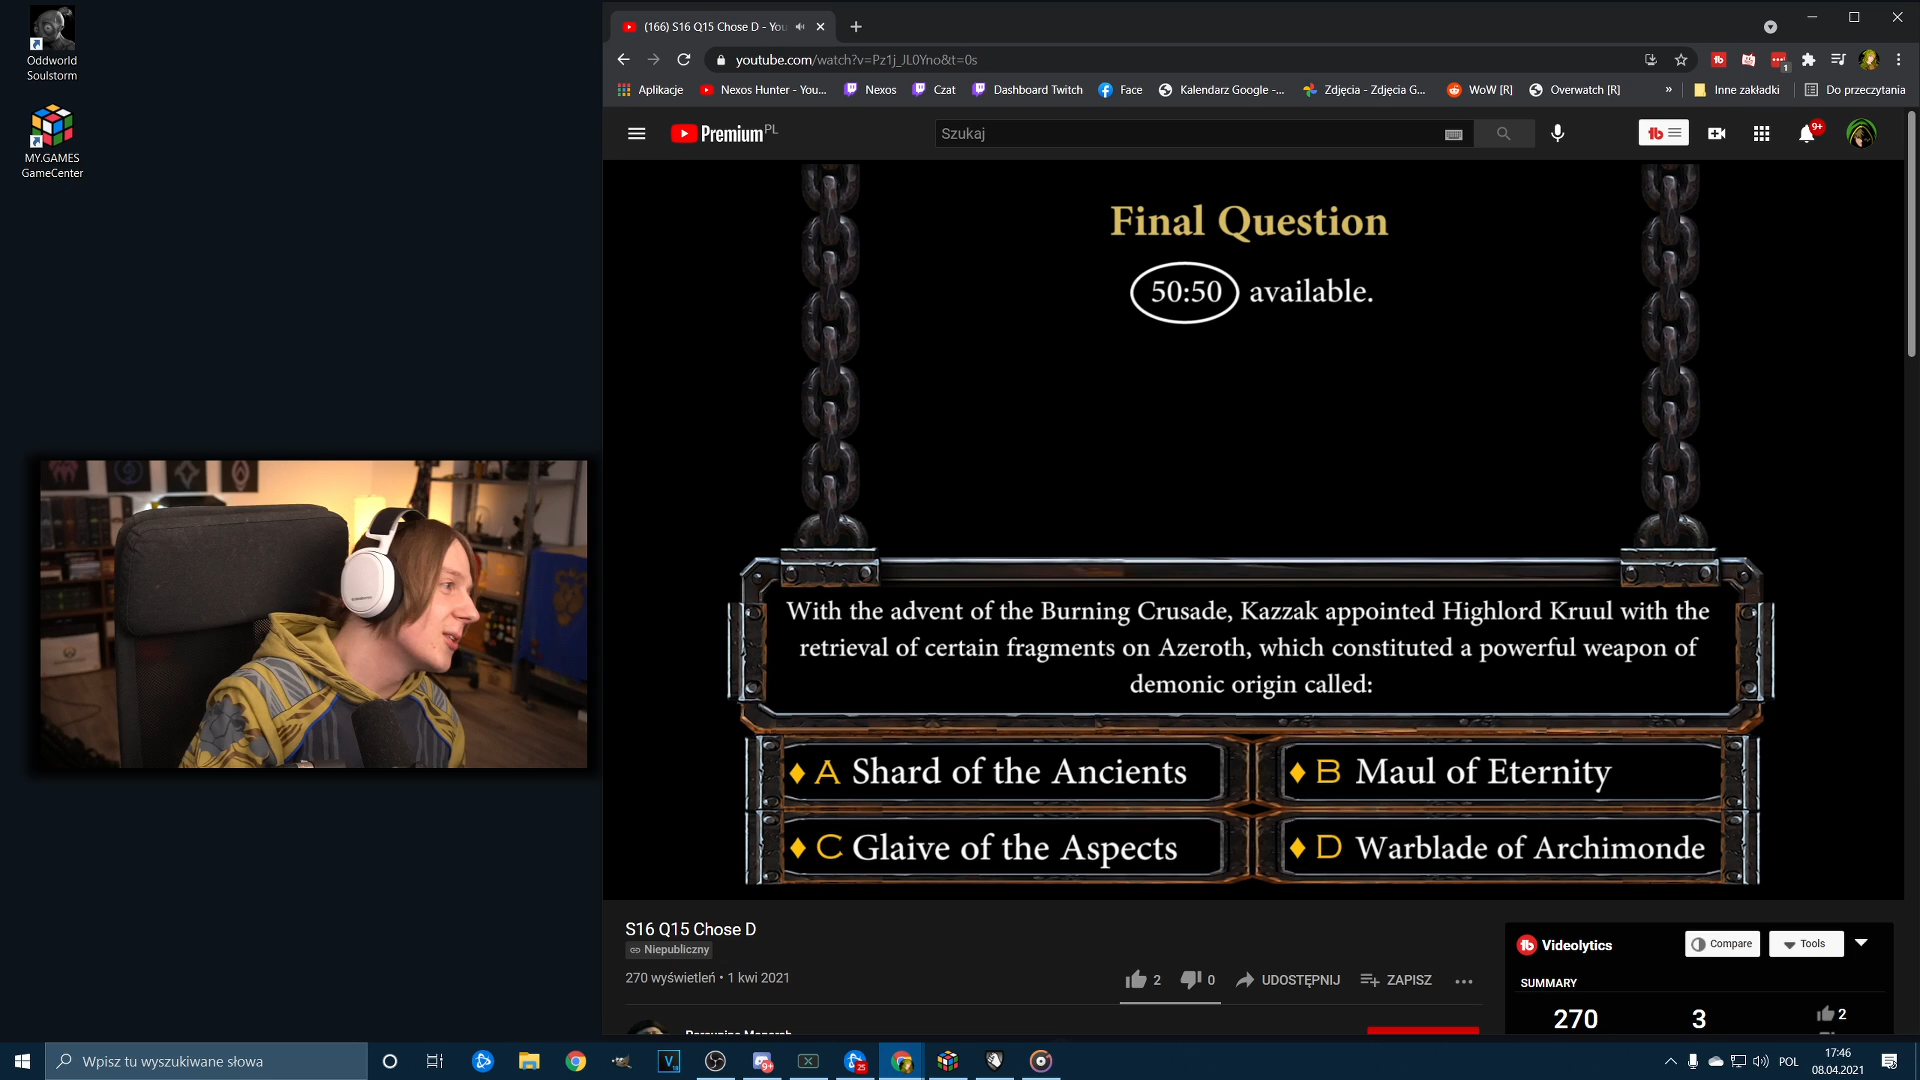 Oddworld
Soulstorm
MY.GAMES
GameCenter
(166) S16 Q15 Chose D - You
youtube.com/watch?v=Pz1j_JL0Yno&t=0s
1
Aplikacje
Nexos Hunter - You...
Nexos
Czat
Dashboard Twitch
Face
Kalendarz Google -...
Zdjęcia - Zdjęcia G...
WoW [R]
Overwatch [R]
»
Inne zakładki
Do przeczytania
Premium PL
Szukaj
9+
Final Question
50:50 available.
With the advent of the Burning Crusade, Kazzak appointed Highlord Kruul with the
retrieval of certain fragments on Azeroth, which constituted a powerful weapon of
demonic origin called:
A Shard of the Ancients
B Maul of Eternity
C Glaive of the Aspects
D Warblade of Archimonde
S16 Q15 Chose D
Niepubliczny
270 wyświetleń • 1 kwi 2021
2
0
UDOSTĘPNIJ
ZAPISZ
Videolytics
Compare
Tools
SUMMARY
270
3
2
Wpisz tu wyszukiwane słowa
9+
25
POL
17:46
08.04.2021